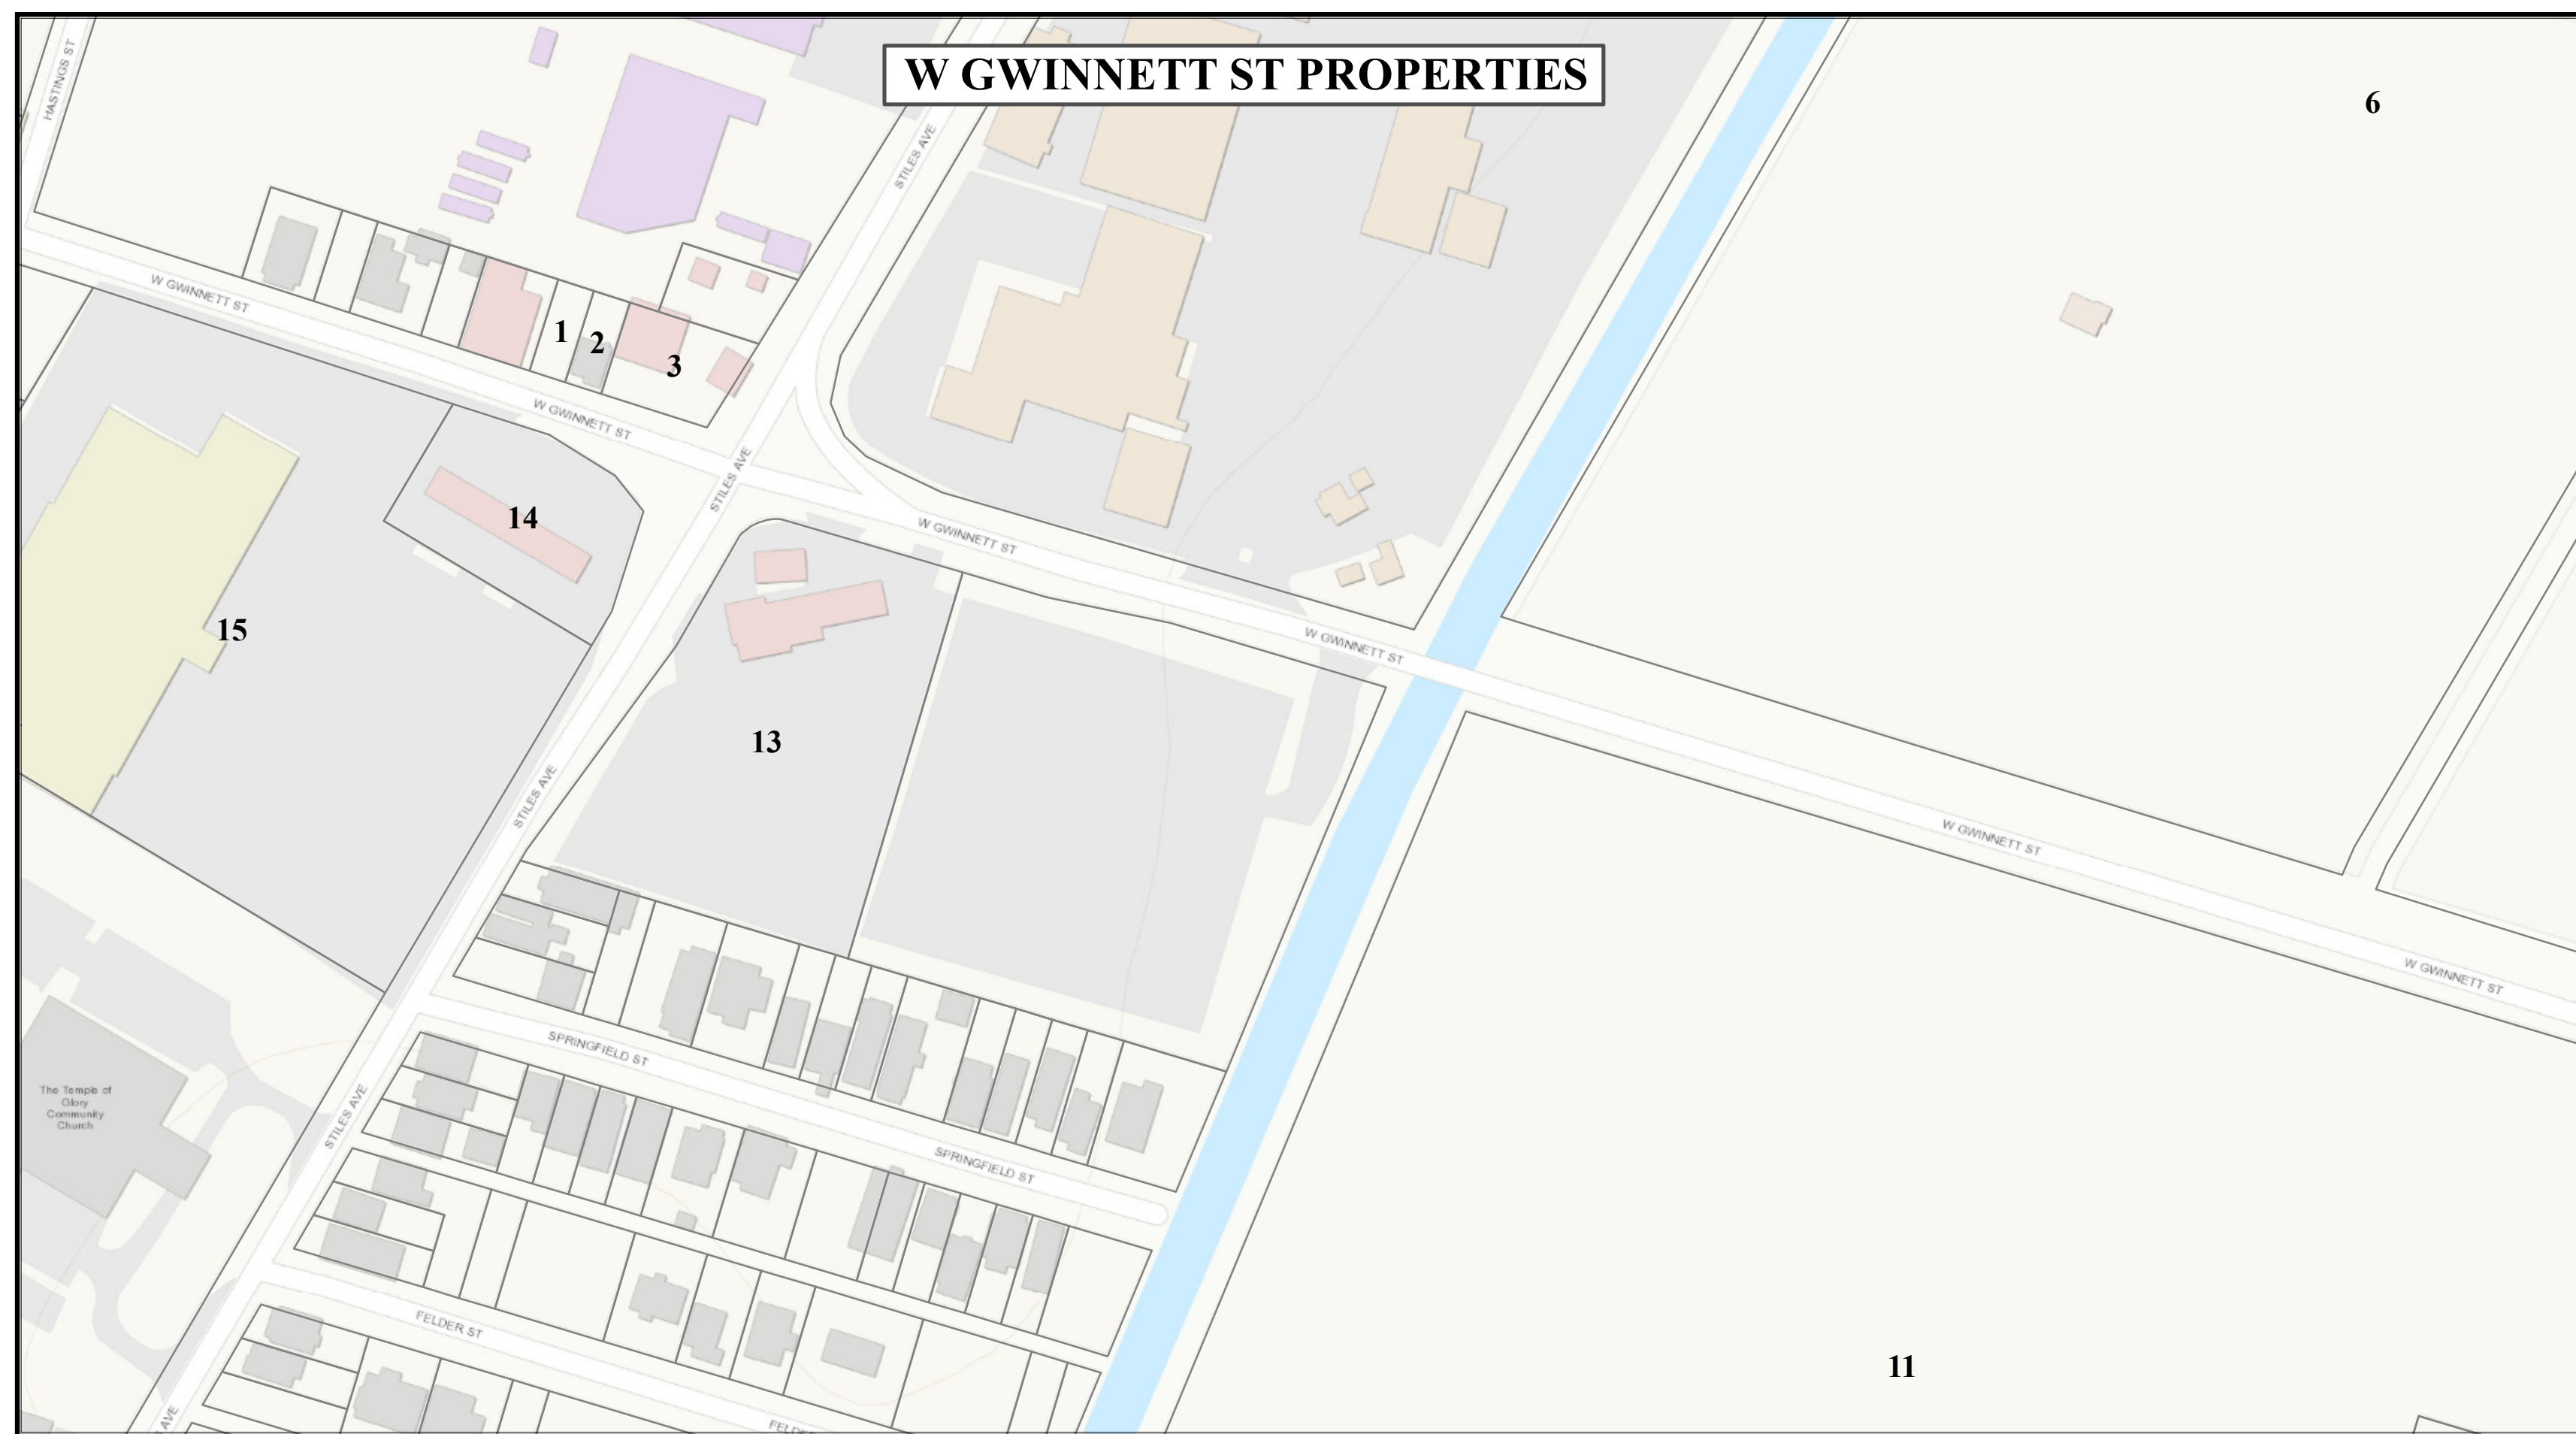 W GWINNETT ST PROPERTIES
HASTINGS ST
6
STILES AVE
W GWINNETT ST
1
2
3
W GWINNETT ST
STILES AVE
14
W GWINNETT ST
15
W GWINNETT ST
13
STILES AVE
W GWINNETT ST
W GWINNETT ST
SPRINGFIELD ST
The Temple of
Glory
Community
Church
STILES AVE
SPRINGFIELD ST
FELDER ST
11
AVE